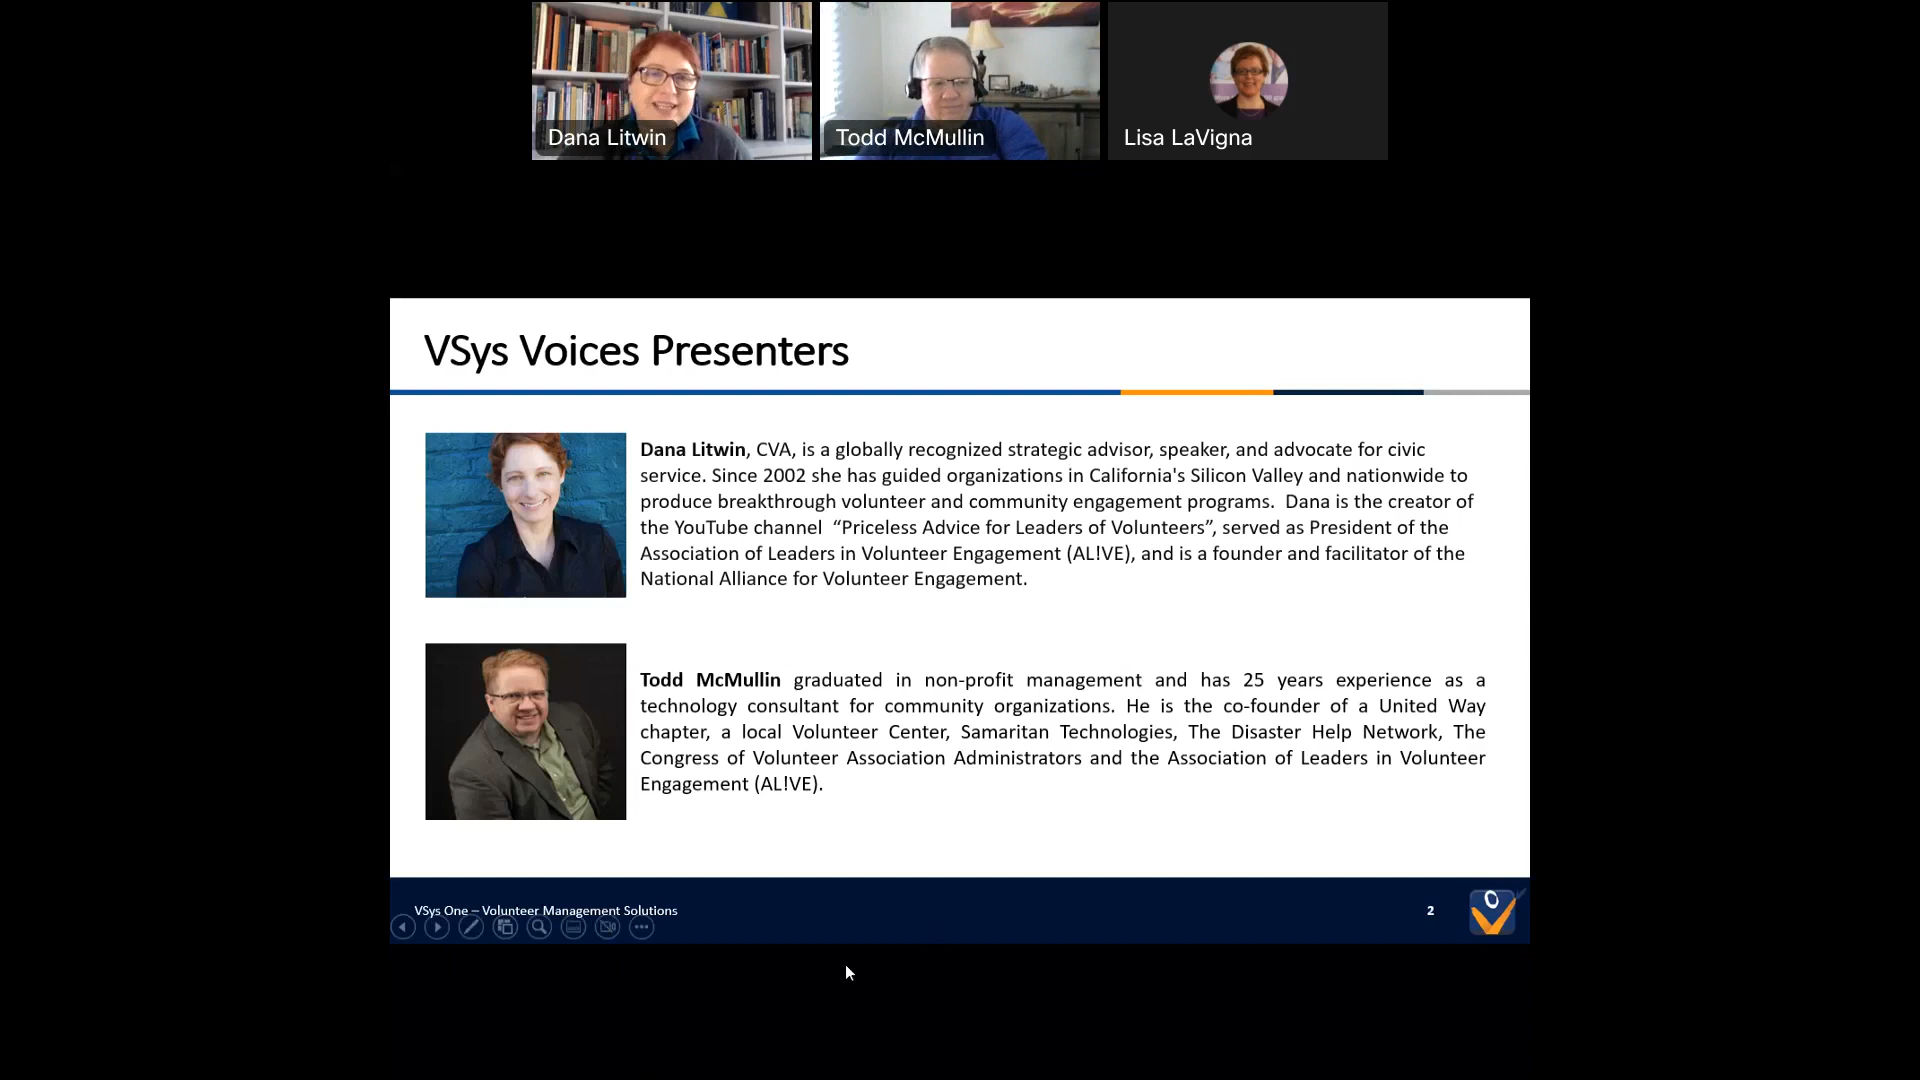 Dana Litwin
Todd McMullin
Lisa LaVigna
VSys Voices Presenters
Dana Litwin, CVA, is a globally recognized strategic advisor, speaker, and advocate for civic
service. Since 2002 she has guided organizations in California's Silicon Valley and nationwide to
produce breakthrough volunteer and community engagement programs.  Dana is the creator of
the YouTube channel  “Priceless Advice for Leaders of Volunteers”, served as President of the
Association of Leaders in Volunteer Engagement (AL!VE), and is a founder and facilitator of the
National Alliance for Volunteer Engagement.
Todd McMullin graduated in non-profit management and has 25 years experience as a
technology consultant for community organizations. He is the co-founder of a United Way
chapter, a local Volunteer Center, Samaritan Technologies, The Disaster Help Network, The
Congress of Volunteer Association Administrators and the Association of Leaders in Volunteer
Engagement (AL!VE).
VSys One – Volunteer Management Solutions
2